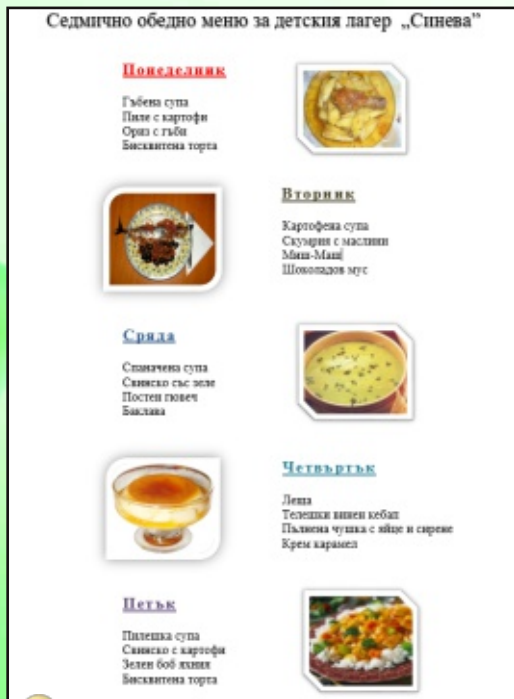 Седмично обедно меню за детския лагер „Синева”
Понеделник
Гъбена супа
Пиле с картофи
Ориз с гъби
Бисквитена торта
Вторник
Картофена супа
Скумрия с маслини
Миш-Маш
Шоколадов мус
Сряда
Спаначена супа
Свинско със зеле
Постен гювеч
Баклава
Четвъртък
Леща
Телешки винен кебап
Пълнена чушка с яйце и сирене
Крем карамел
Петък
Пилешка супа
Свинско с картофи
Зелен боб яхния
Бисквитена торта